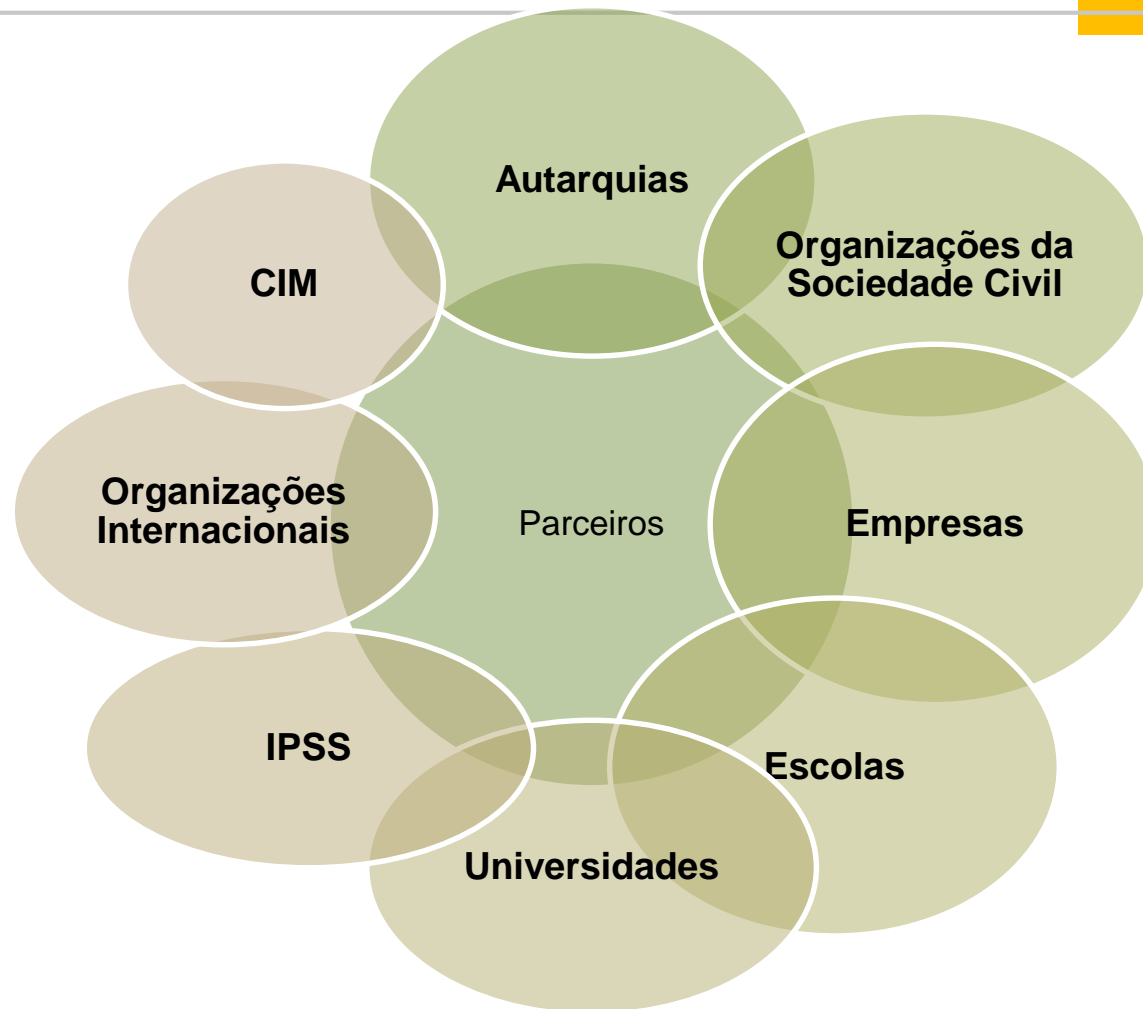 Autarquias
Organizações da
Sociedade Civil
CIM
Organizações
Internacionais
Parceiros
Empresas
IPSS
Escolas
Universidades